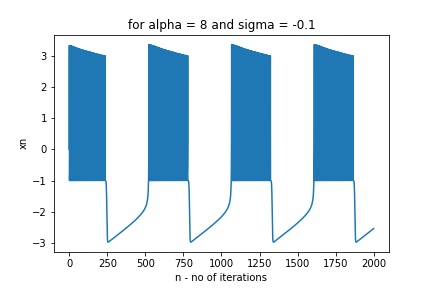 for alpha = 8 and sigma = -0.1
xn
3
2
1
0
−1
−2
−3
0 250 500 750 1000 1250 1500 1750 2000
n - no of iterations